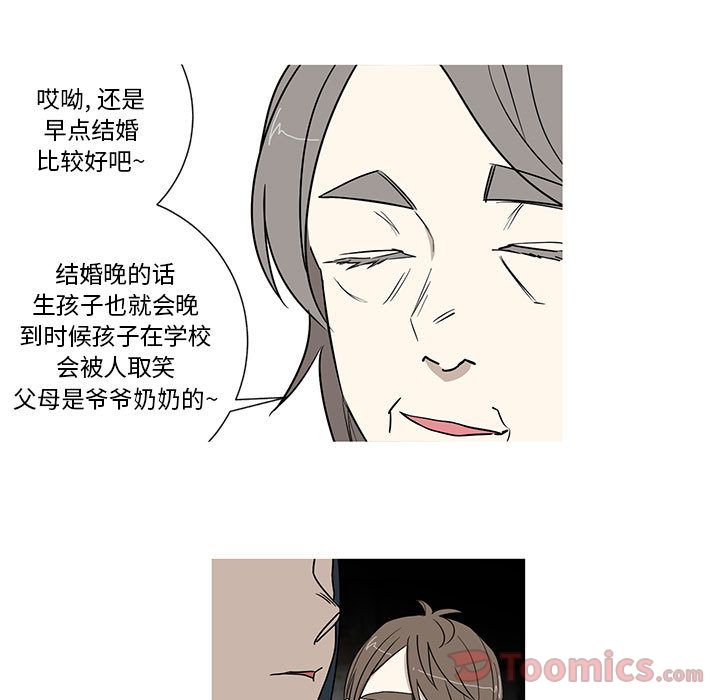 哎呦, 还是
早点结婚
比较好吧~
结婚晚的话
生孩子也就会晚
到时候孩子在学校
会被人取笑
父母是爷爷奶奶的~
Toomics.com